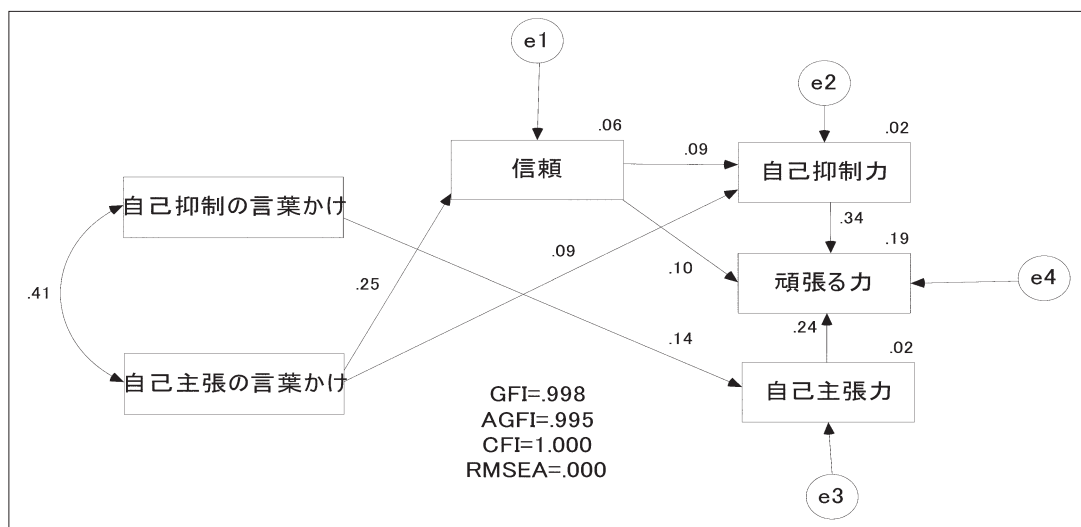 e1
e2
.06
.02
信頼
.09
自己抑制力
自己抑制の言葉かけ
.34
.19
.09
.10
頑張る力
e4
.41
.25
.24
.02
.14
自己主張の言葉かけ
自己主張力
GFI=.998
AGFI=.995
CFI=1.000
RMSEA=.000
e3